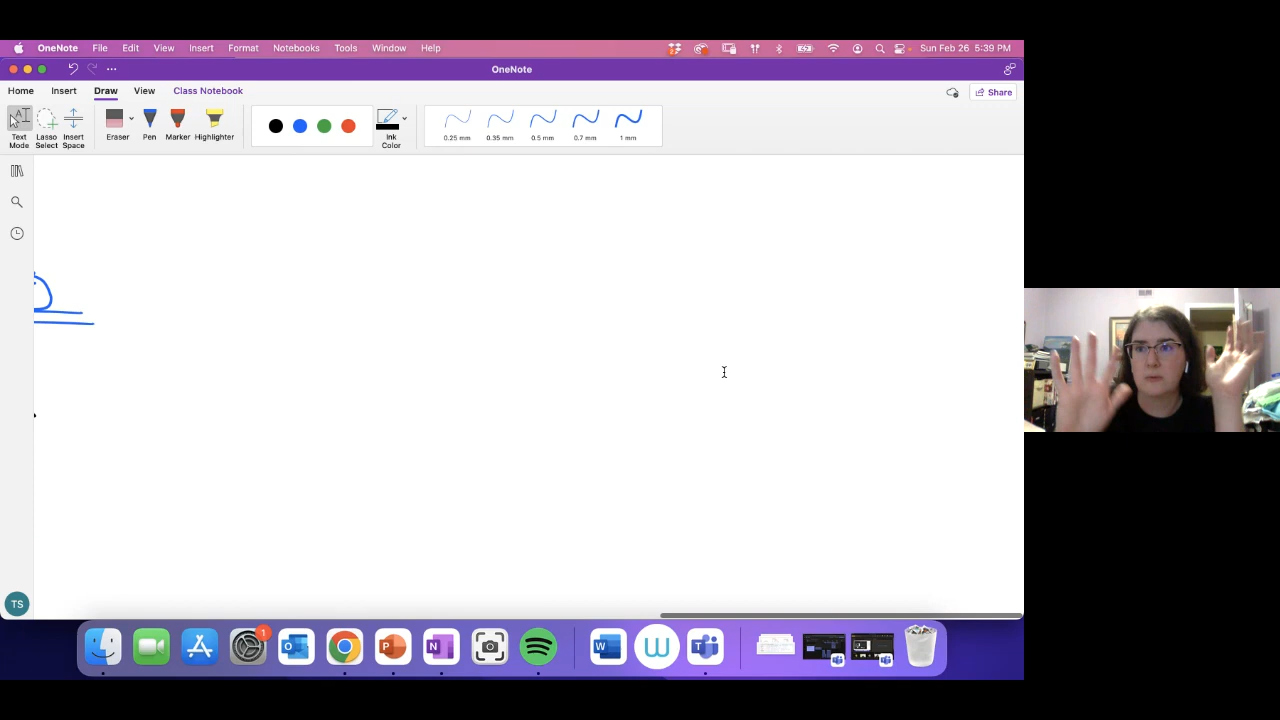 OneNote File Edit View Insert Format Notebooks Tools Window Help Sun Feb 26 5:39 PM
OneNote
Home Insert Draw View Class Notebook Share
Text Mode
Lasso Select
Insert Space
Eraser
Pen
Marker
Highlighter
Ink Color
0.25 mm 0.35 mm 0.5 mm 0.7 mm 1 mm
TS
1